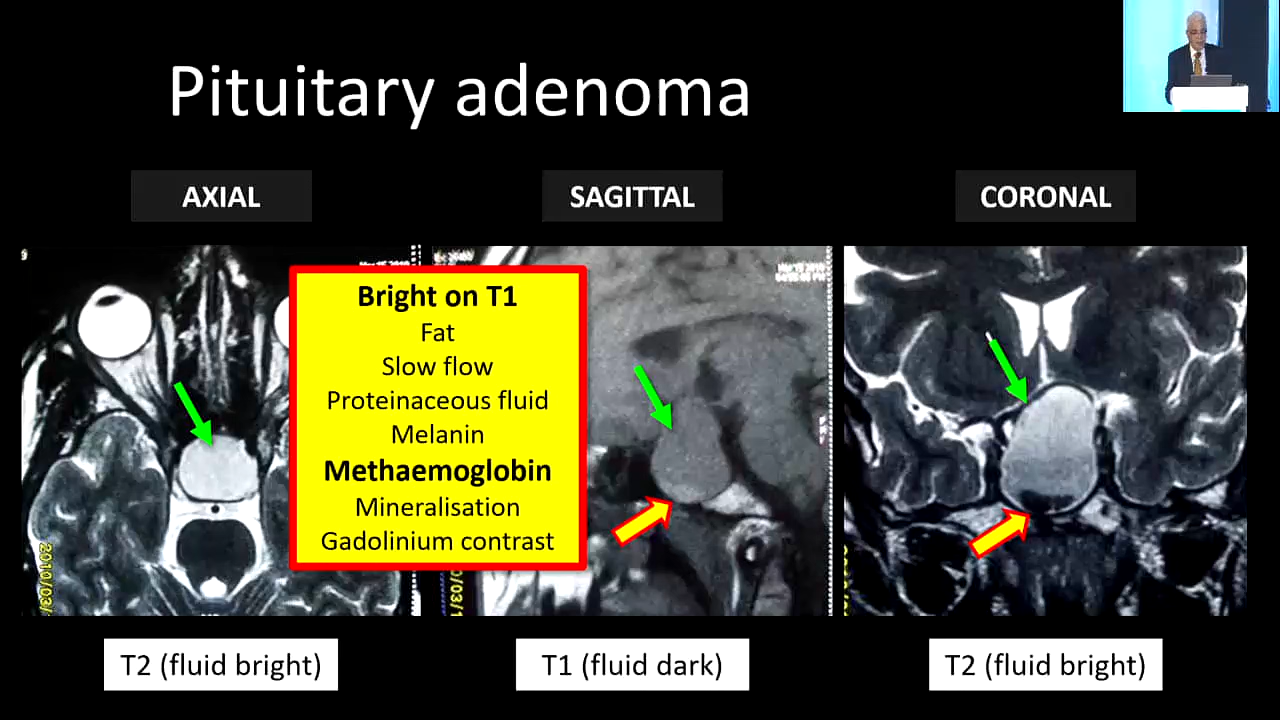 Pituitary adenoma
AXIAL
SAGITTAL
CORONAL
Bright on T1
Fat
Slow flow
Proteinaceous fluid
Melanin
Methaemoglobin
Mineralisation
Gadolinium contrast
T2 (fluid bright)
T1 (fluid dark)
T2 (fluid bright)